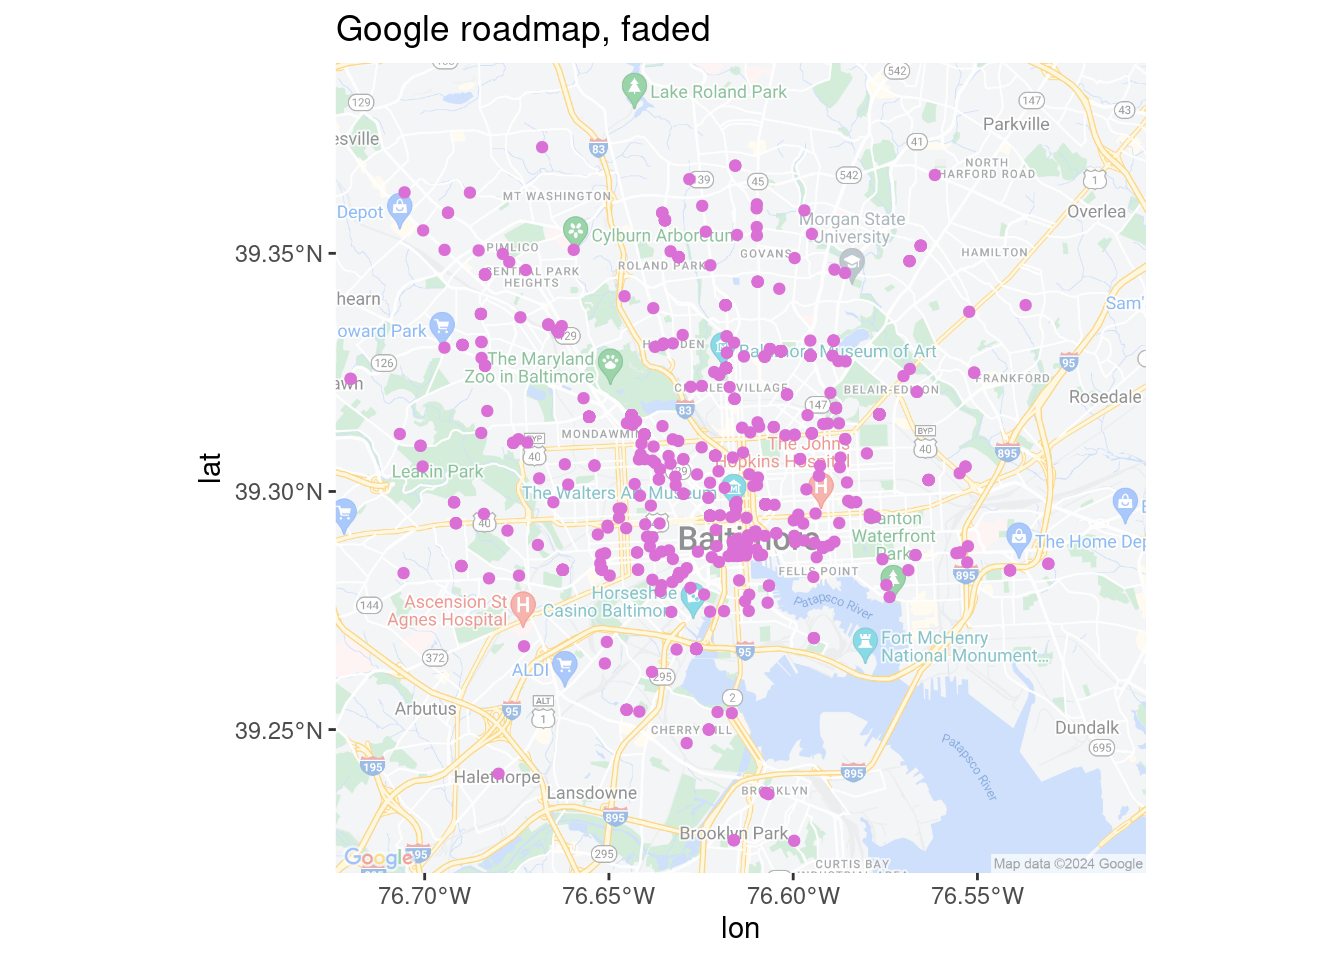 Google roadmap, faded
542
Lake Roland Park
129
147
43
Parkville
esville
41
83
NORTH
HARFORD ROAD
139
45
542
1
MT WASHINGTON
Depot
Morgan State
University
Overlea
Cylburn Arboretum
PIMLICO
39.35°N
GOVANS
HAMILTON
ROLAND PARK
CENTRAL PARK
HEIGHTS
hearn
Sam'
oward Park
129
Baltimore Museum of Art
The Maryland
Zoo in Baltimore
126
95
FRANKFORD
CHARLES VILLAGE
BELAIR-EDISON
Rosedale
83
147
MONDAWMIN
BYP
40
BYP
40
The Johns
Hopkins Hospital
895
Leakin Park
lat
39.30°N
The Walters Art Museum
40
Canton
Waterfront
Park
Baltimore
The Home Dep
FELLS POINT
895
Horseshoe
Casino Baltimore
Ascension St
Agnes Hospital
144
Patapsco River
Fort McHenry
National Monument...
372
95
ALDI
295
2
Arbutus
ALT
1
95
CHERRY HILL
39.25°N
Dundalk
695
Patapsco River
195
Halethorpe
895
Lansdowne
BROOKLYN
895
Brooklyn Park
295
Google
95
CURTIS BAY
Map data ©2024 Google
76.70°W
76.65°W
76.60°W
76.55°W
lon